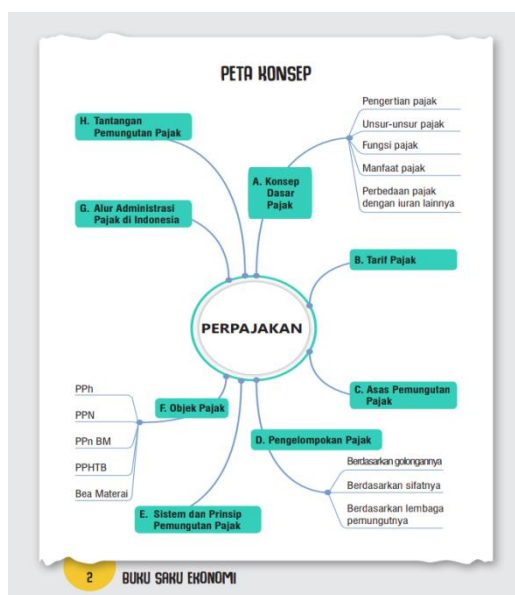 PETA KONSEP
H. Tantangan
Pemungutan Pajak
G. Alur Administrasi
Pajak di Indonesia
A. Konsep
Dasar
Pajak
Pengertian pajak
Unsur-unsur pajak
Fungsi pajak
Manfaat pajak
Perbedaan pajak
dengan iuran lainnya
B. Tarif Pajak
PERPAJAKAN
C. Asas Pemungutan
Pajak
F. Objek Pajak
PPh
PPN
PPn BM
PPHTB
Bea Materai
D. Pengelompokan Pajak
Berdasarkan golongannya
Berdasarkan sifatnya
Berdasarkan lembaga
pemungutnya
E. Sistem dan Prinsip
Pemungutan Pajak
2 BUKU SAKU EKONOMI